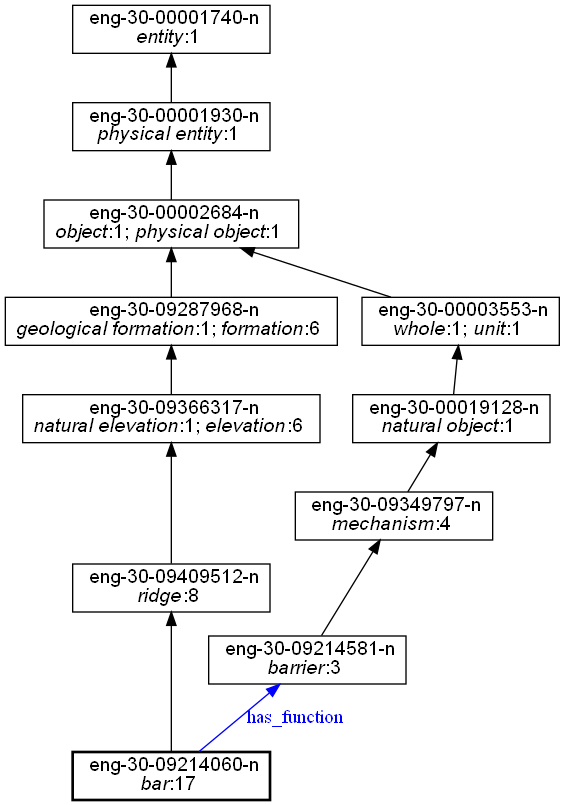 eng-30-00001740-n
entity:1
eng-30-00001930-n
physical entity:1
eng-30-00002684-n
object:1; physical object:1
eng-30-09287968-n
geological formation:1; formation:6
eng-30-00003553-n
whole:1; unit:1
eng-30-09366317-n
natural elevation:1; elevation:6
eng-30-00019128-n
natural object:1
eng-30-09349797-n
mechanism:4
eng-30-09409512-n
ridge:8
eng-30-09214581-n
barrier:3
has_function
eng-30-09214060-n
bar:17